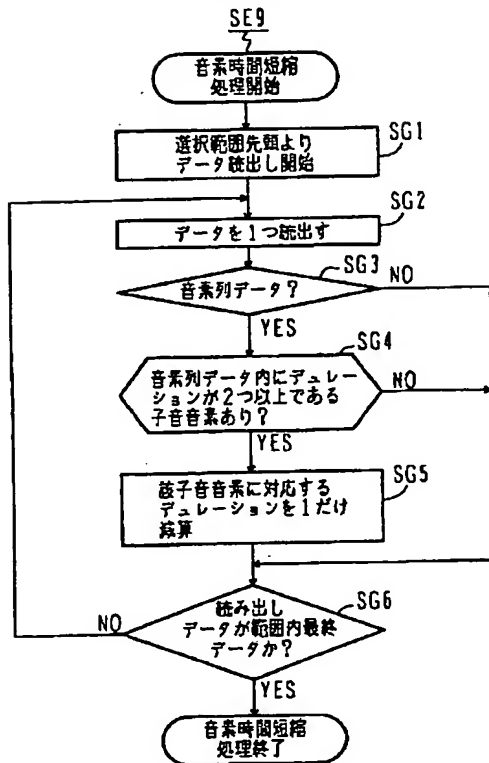 SE9
音素時間短縮
処理開始
SG1
選択範囲先頭より
データ読出し開始
SG2
データを1つ読出す
SG3
音素列データ?
NO
YES
SG4
音素列データ内にデュレー
ションが2つ以上である
子音音素あり?
NO
YES
SG5
該子音音素に対応する
デュレーションを1だけ
減算
SG6
読み出し
データが範囲内最終
データか?
NO
YES
音素時間短縮
処理終了